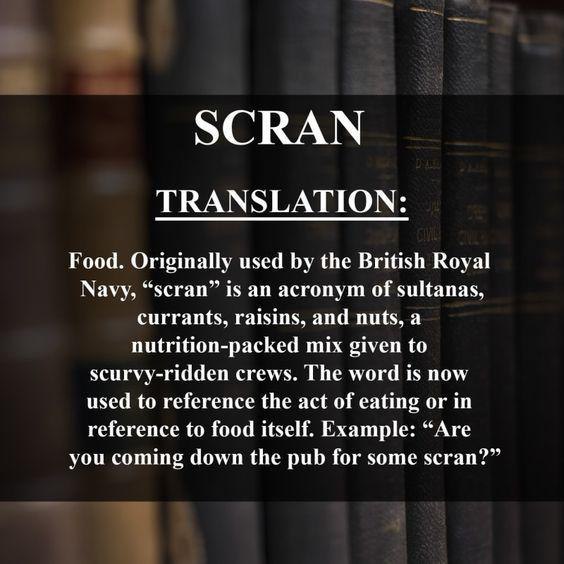 SCRAN
TRANSLATION:
Food. Originally used by the British Royal
Navy, “scran” is an acronym of sultanas,
currants, raisins, and nuts, a
nutrition-packed mix given to
scurvy-ridden crews. The word is now
used to reference the act of eating or in
reference to food itself. Example: “Are
you coming down the pub for some scran?”